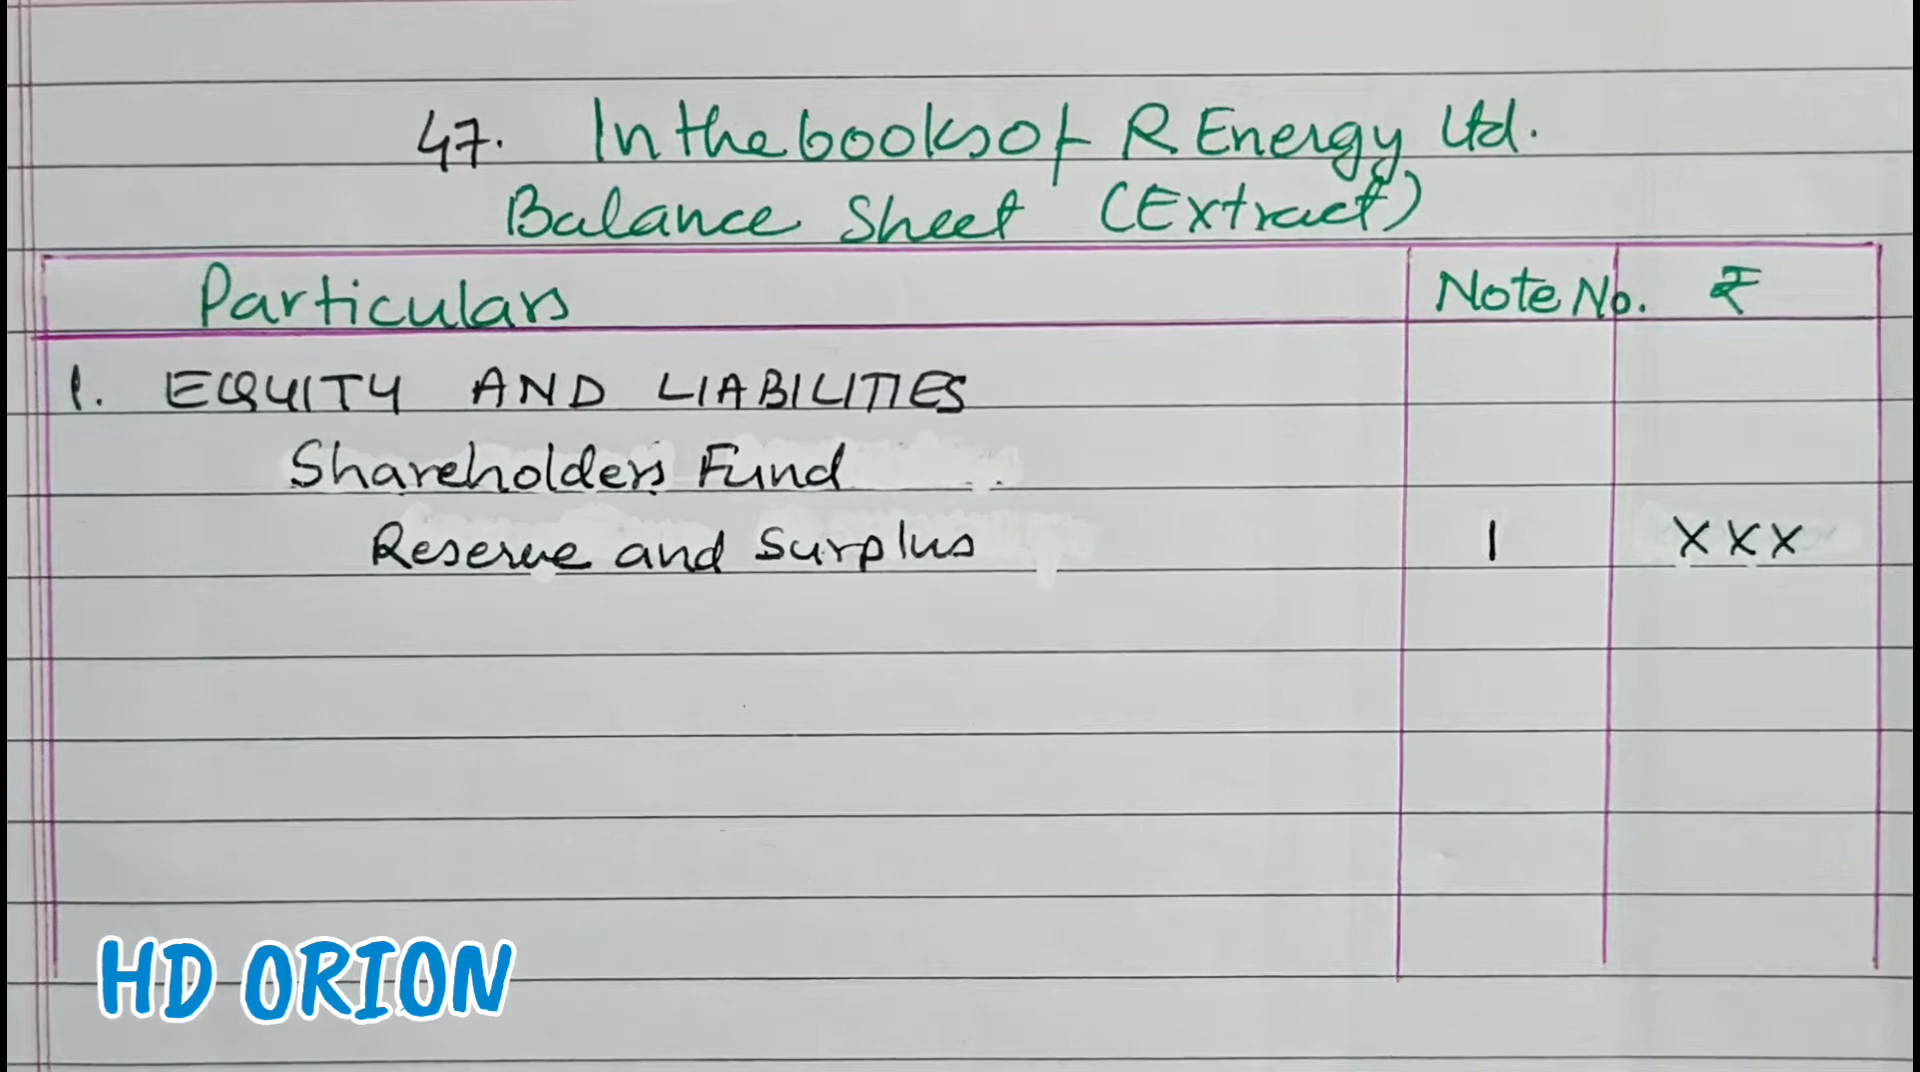 47. In the books of R Energy Ltd.
Balance Sheet (Extract)
Particulars Note No. ₹
1. EQUITY AND LIABILITIES
Shareholders Fund
Reserve and Surplus 1 XXX
HD ORION